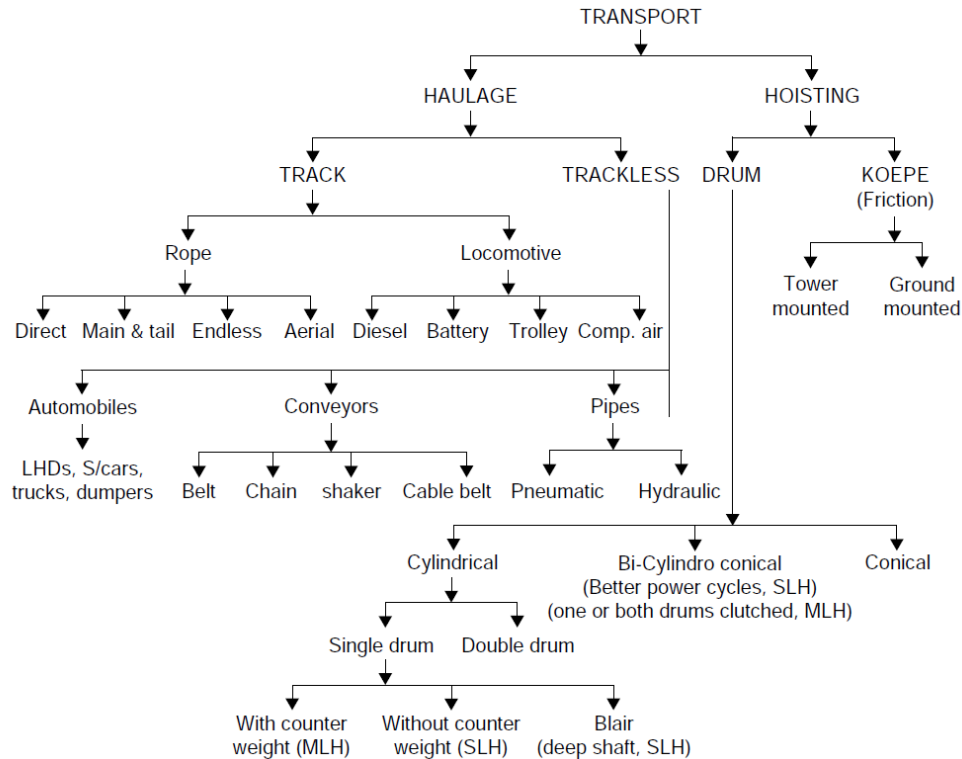 TRANSPORT
HAULAGE
HOISTING
TRACK
TRACKLESS
DRUM
KOEPE
(Friction)
Rope
Locomotive
Tower
mounted
Ground
mounted
Direct
Main & tail
Endless
Aerial
Diesel
Battery
Trolley
Comp. air
Automobiles
Conveyors
Pipes
LHDs, S/cars,
trucks, dumpers
Belt
Chain
shaker
Cable belt
Pneumatic
Hydraulic
Cylindrical
Bi-Cylindro conical
(Better power cycles, SLH)
(one or both drums clutched, MLH)
Conical
Single drum
Double drum
With counter
weight (MLH)
Without counter
weight (SLH)
Blair
(deep shaft, SLH)